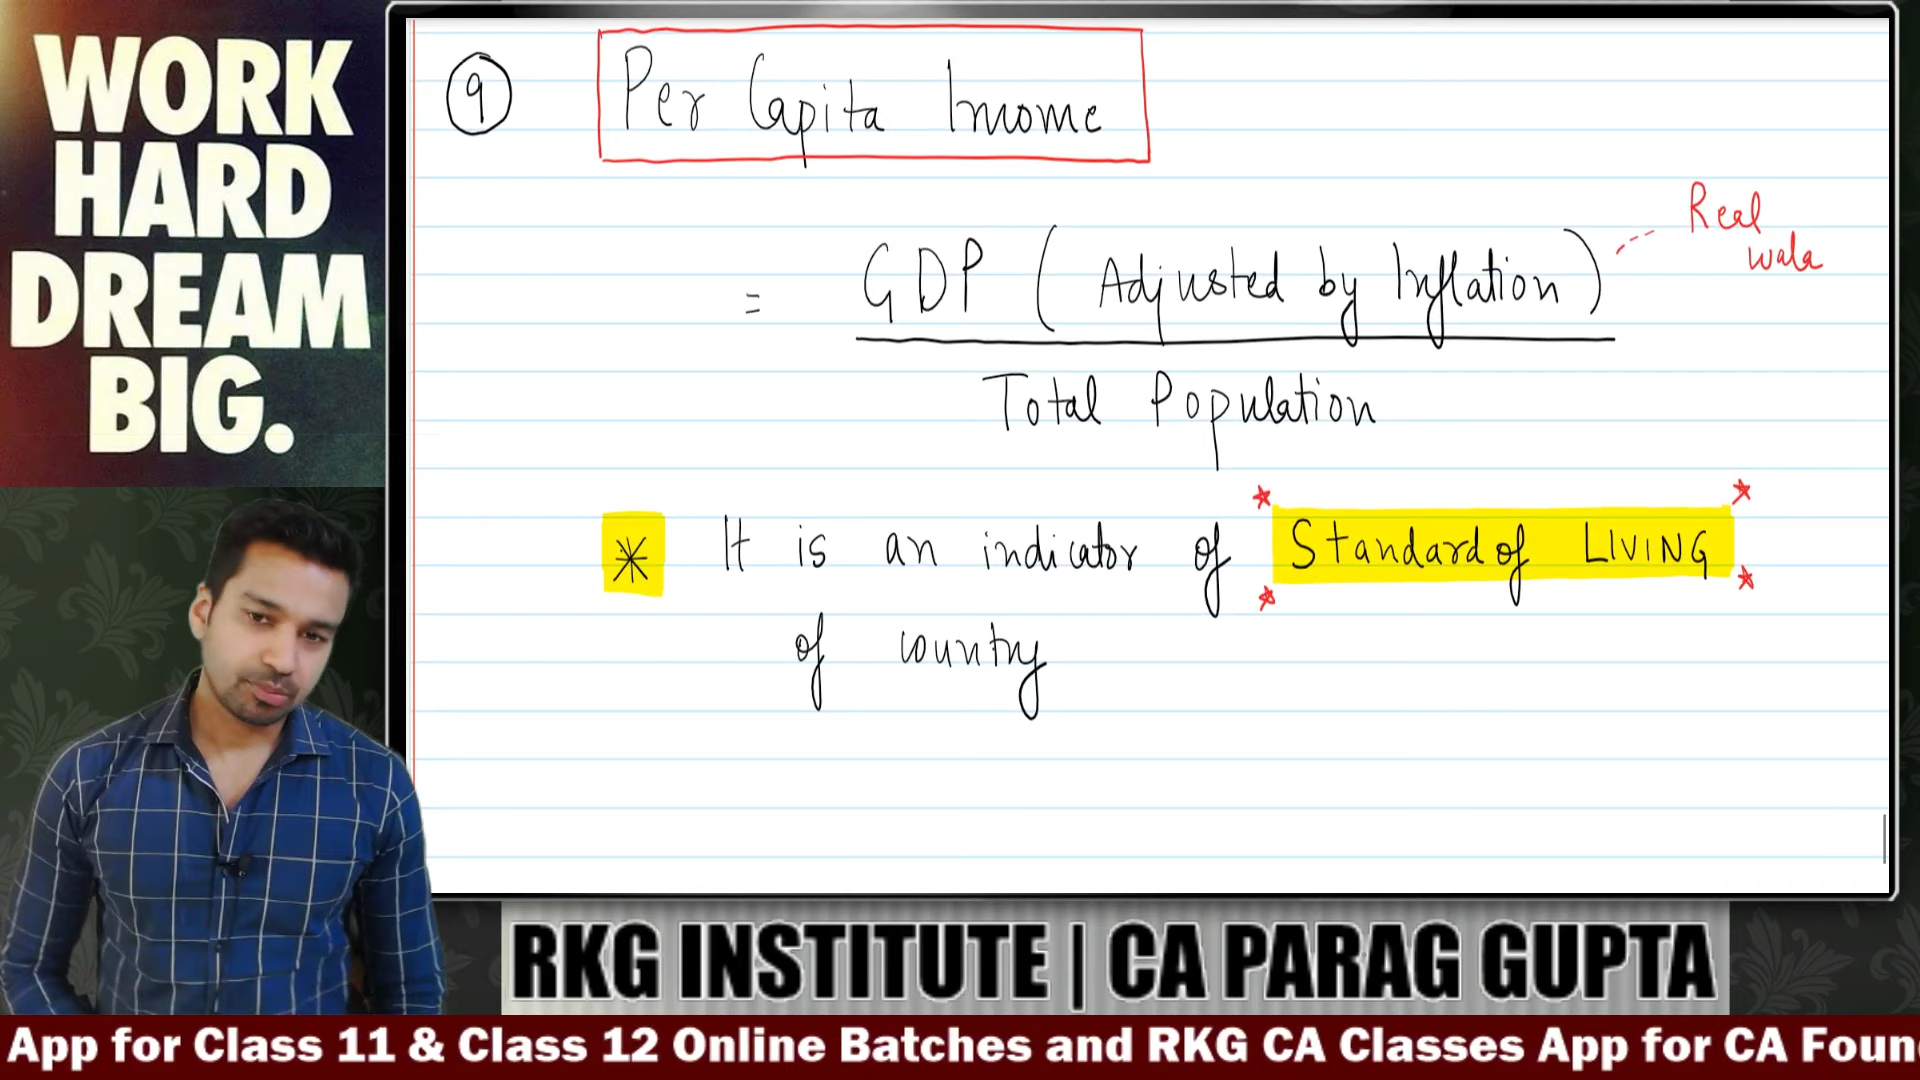 WORK
HARD
DREAM
BIG.
9
Per Capita Income
= GDP (Adjusted by Inflation)
Real
wala
Total Population
* It is an indicator of Standard of LIVING
of country
RKG INSTITUTE | CA PARAG GUPTA
App for Class 11 & Class 12 Online Batches and RKG CA Classes App for CA Foun